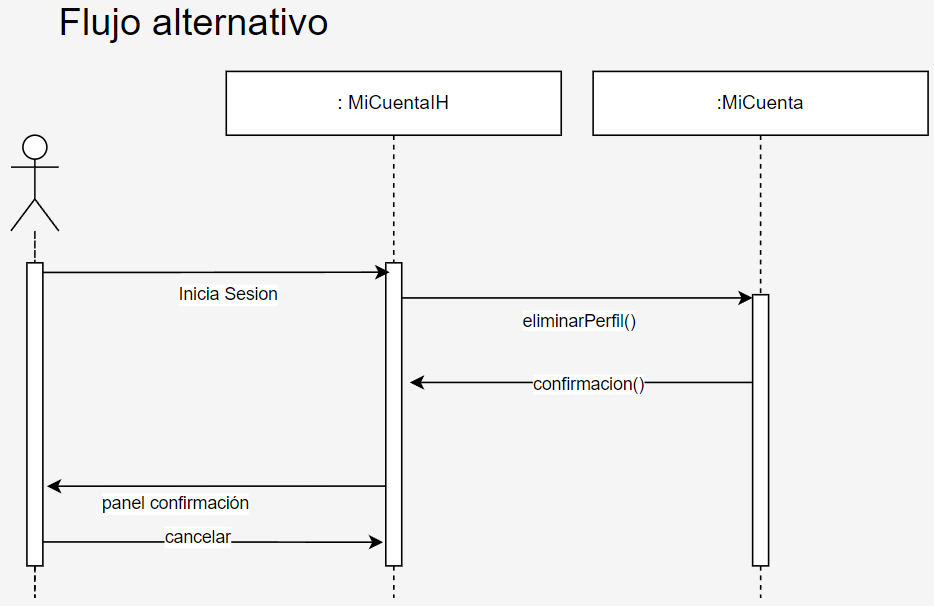 Flujo alternativo
: MiCuentaIH
:MiCuenta
Inicia Sesion
eliminarPerfil()
confirmacion()
panel confirmación
cancelar